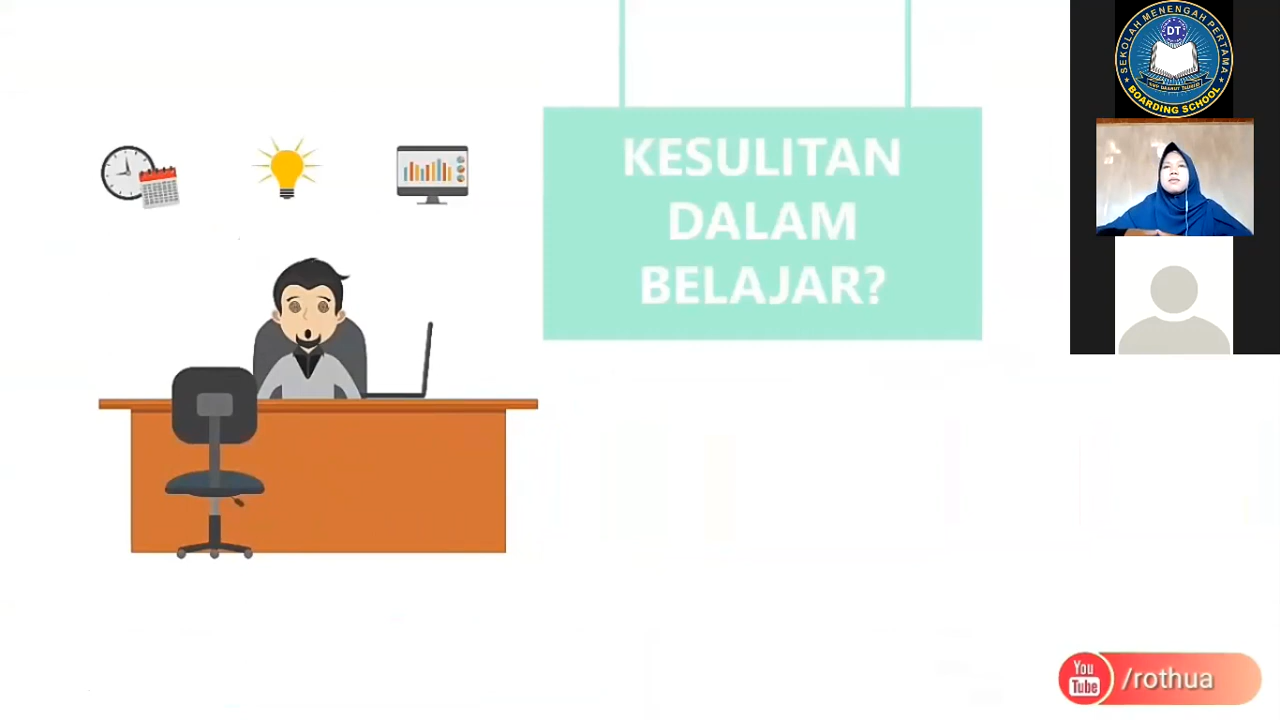 KESULITAN
DALAM
BELAJAR?
SEKOLAH MENENGAH PERTAMA
DT
BOARDING SCHOOL
You
Tube
/rothua